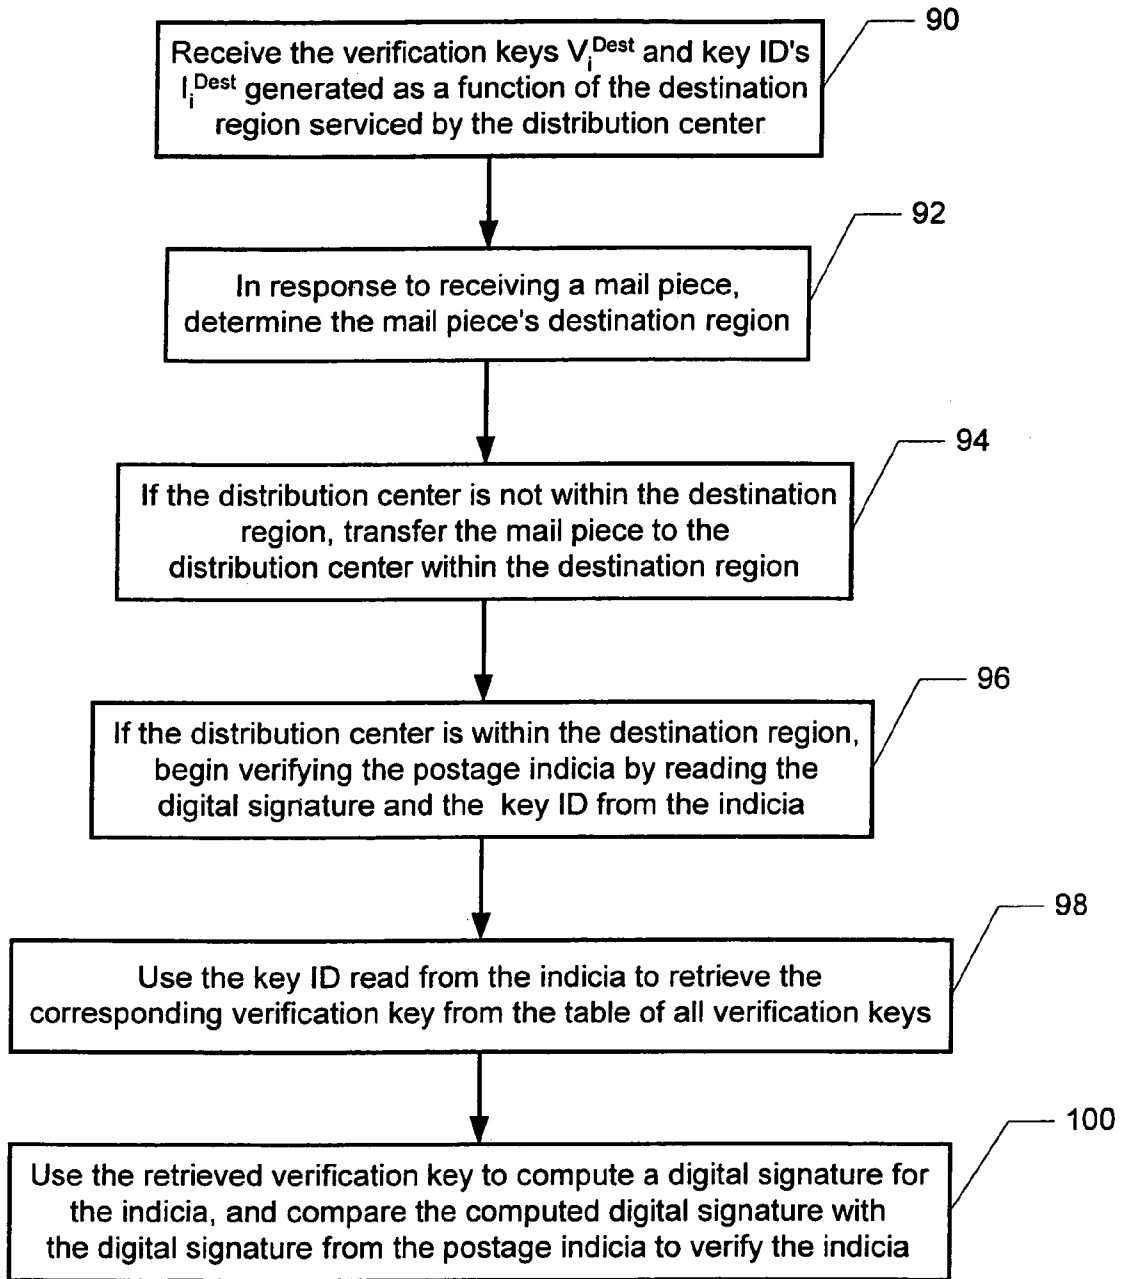 90
Receive the verification keys VᵢDest and key ID's
IᵢDest generated as a function of the destination
region serviced by the distribution center
92
In response to receiving a mail piece,
determine the mail piece's destination region
94
If the distribution center is not within the destination
region, transfer the mail piece to the
distribution center within the destination region
96
If the distribution center is within the destination region,
begin verifying the postage indicia by reading the
digital signature and the key ID from the indicia
98
Use the key ID read from the indicia to retrieve the
corresponding verification key from the table of all verification keys
100
Use the retrieved verification key to compute a digital signature for
the indicia, and compare the computed digital signature with
the digital signature from the postage indicia to verify the indicia